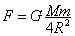 F = G Mm / 4R²